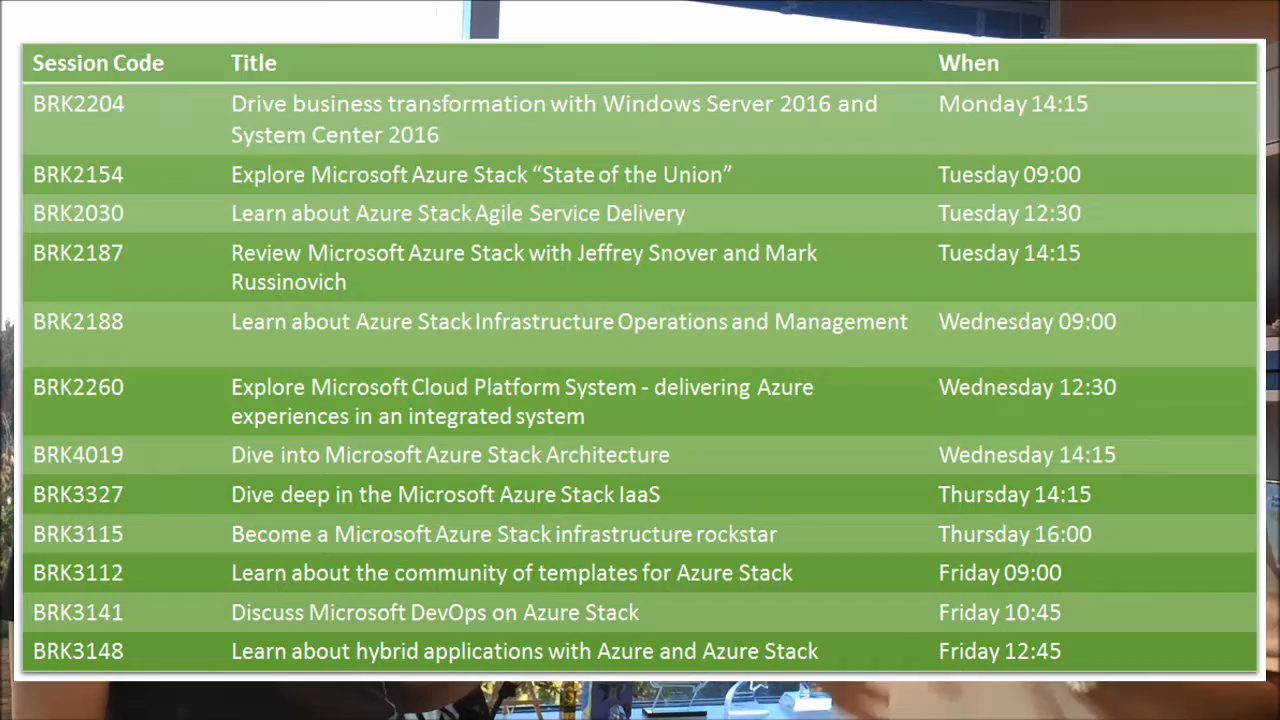 Session Code Title When
BRK2204 Drive business transformation with Windows Server 2016 and Monday 14:15
System Center 2016
BRK2154 Explore Microsoft Azure Stack “State of the Union” Tuesday 09:00
BRK2030 Learn about Azure Stack Agile Service Delivery Tuesday 12:30
BRK2187 Review Microsoft Azure Stack with Jeffrey Snover and Mark Tuesday 14:15
Russinovich
BRK2188 Learn about Azure Stack Infrastructure Operations and Management Wednesday 09:00
BRK2260 Explore Microsoft Cloud Platform System - delivering Azure Wednesday 12:30
experiences in an integrated system
BRK4019 Dive into Microsoft Azure Stack Architecture Wednesday 14:15
BRK3327 Dive deep in the Microsoft Azure Stack IaaS Thursday 14:15
BRK3115 Become a Microsoft Azure Stack infrastructure rockstar Thursday 16:00
BRK3112 Learn about the community of templates for Azure Stack Friday 09:00
BRK3141 Discuss Microsoft DevOps on Azure Stack Friday 10:45
BRK3148 Learn about hybrid applications with Azure and Azure Stack Friday 12:45